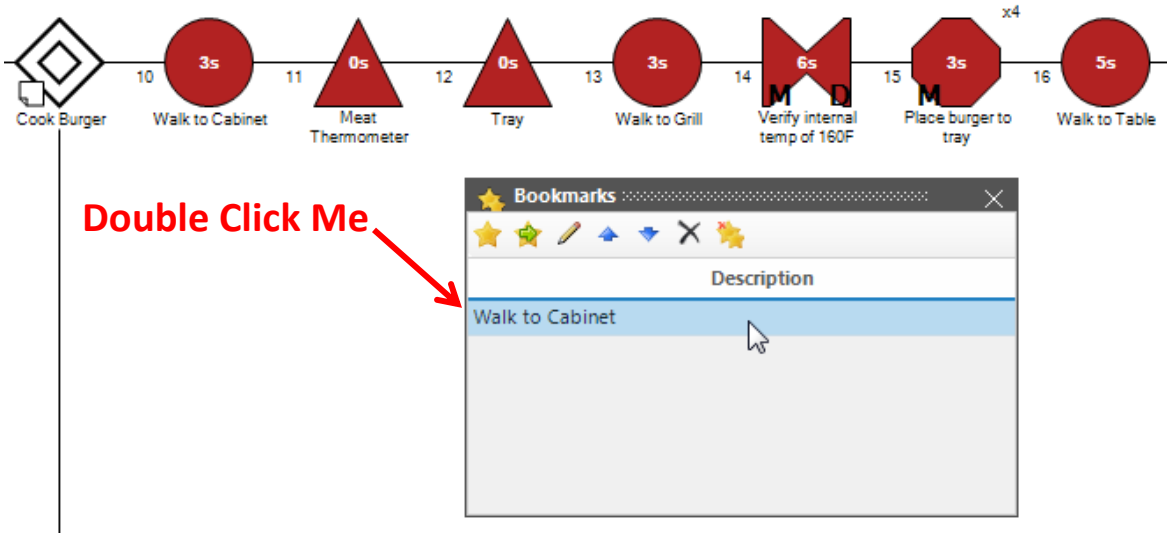 x4
3s
0s
0s
3s
6s
3s
5s
10
11
12
13
14
15
16
M D
M
Cook Burger
Walk to Cabinet
Meat
Thermometer
Tray
Walk to Grill
Verify internal
temp of 160F
Place burger to
tray
Walk to Table
Double Click Me
Bookmarks
Description
Walk to Cabinet